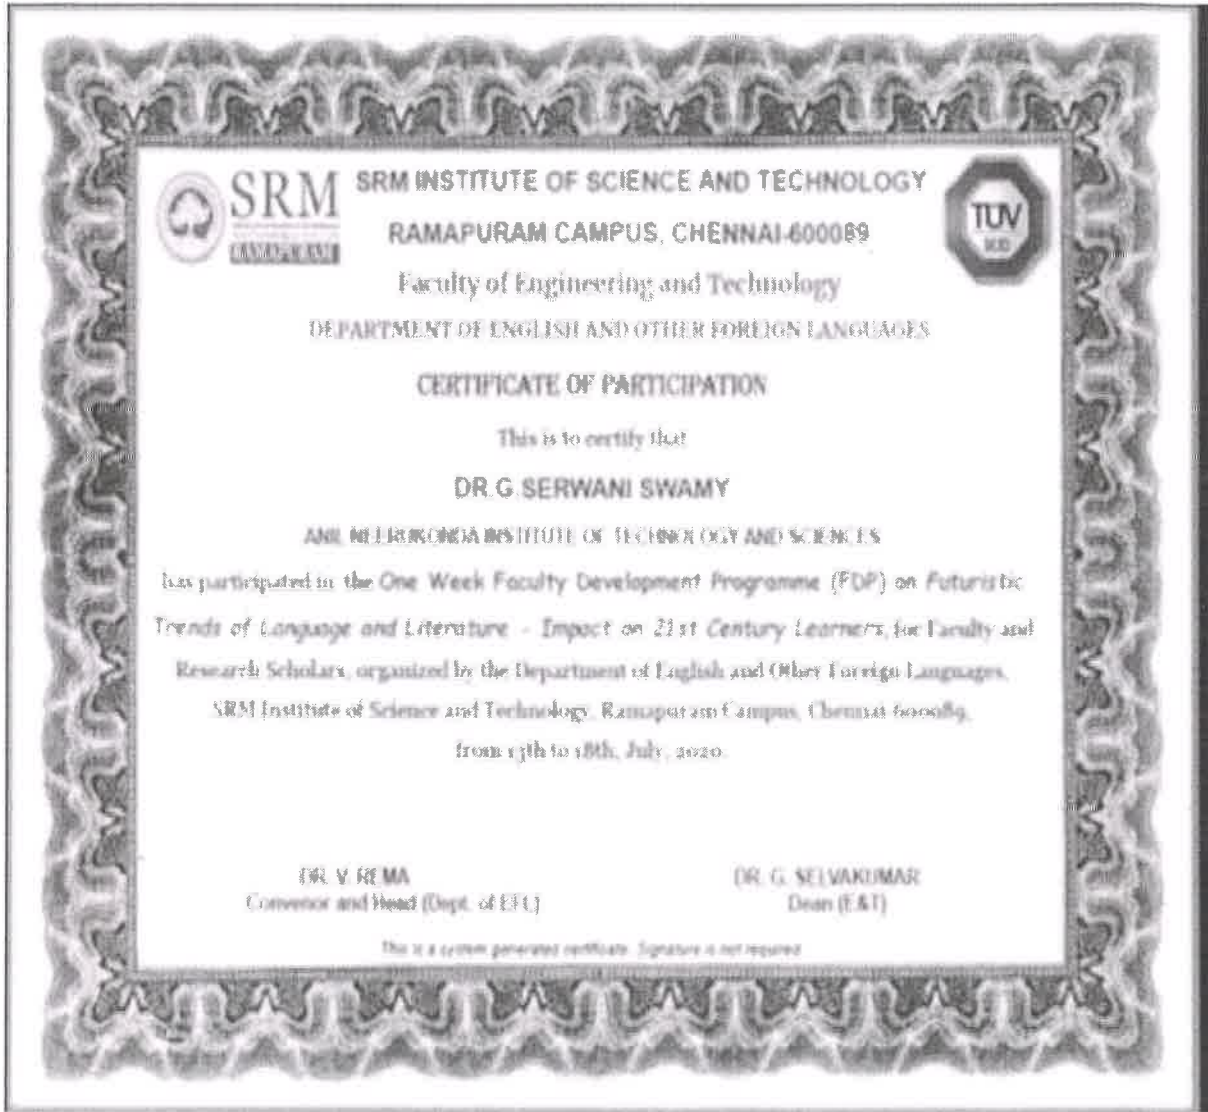 SRM
RAMAPURAM
SRM INSTITUTE OF SCIENCE AND TECHNOLOGY
RAMAPURAM CAMPUS, CHENNAI-600089
TUV
SUD
Faculty of Engineering and Technology
DEPARTMENT OF ENGLISH AND OTHER FOREIGN LANGUAGES
CERTIFICATE OF PARTICIPATION
This is to certify that
DR.G.SERWANI SWAMY
ANIL NEERUKONDA INSTITUTE OF TECHNOLOGY AND SCIENCES
has participated in the One Week Faculty Development Programme (FDP) on Futuristic
Trends of Language and Literature - Impact on 21st Century Learners, for Faculty and
Research Scholars, organized by the Department of English and Other Foreign Languages,
SRM Institute of Science and Technology, Ramapuram Campus, Chennai 600089,
from 13th to 18th, July, 2020.
DR. V. REMA
Convenor and Head (Dept. of EFL)
DR. G. SELVAKUMAR
Dean (E&T)
This is a system generated certificate. Signature is not required